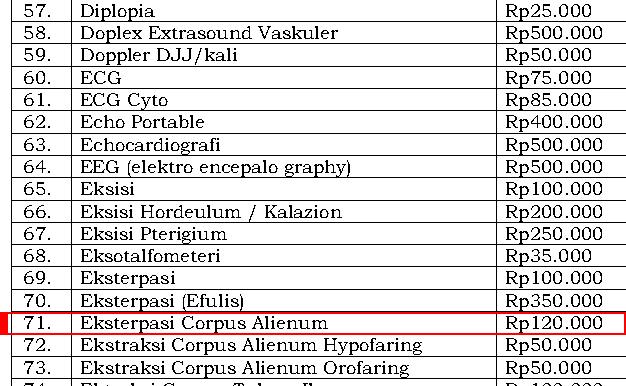 57. Diplopia Rp25.000
58. Doplex Extrasound Vaskuler Rp500.000
59. Doppler DJJ/kali Rp50.000
60. ECG Rp75.000
61. ECG Cyto Rp85.000
62. Echo Portable Rp400.000
63. Echocardiografi Rp500.000
64. EEG (elektro encepalo graphy) Rp500.000
65. Eksisi Rp100.000
66. Eksisi Hordeulum / Kalazion Rp200.000
67. Eksisi Pterigium Rp250.000
68. Eksotalfometeri Rp35.000
69. Eksterpasi Rp100.000
70. Eksterpasi (Efulis) Rp350.000
71. Eksterpasi Corpus Alienum Rp120.000
72. Ekstraksi Corpus Alienum Hypofaring Rp50.000
73. Ekstraksi Corpus Alienum Orofaring Rp50.000